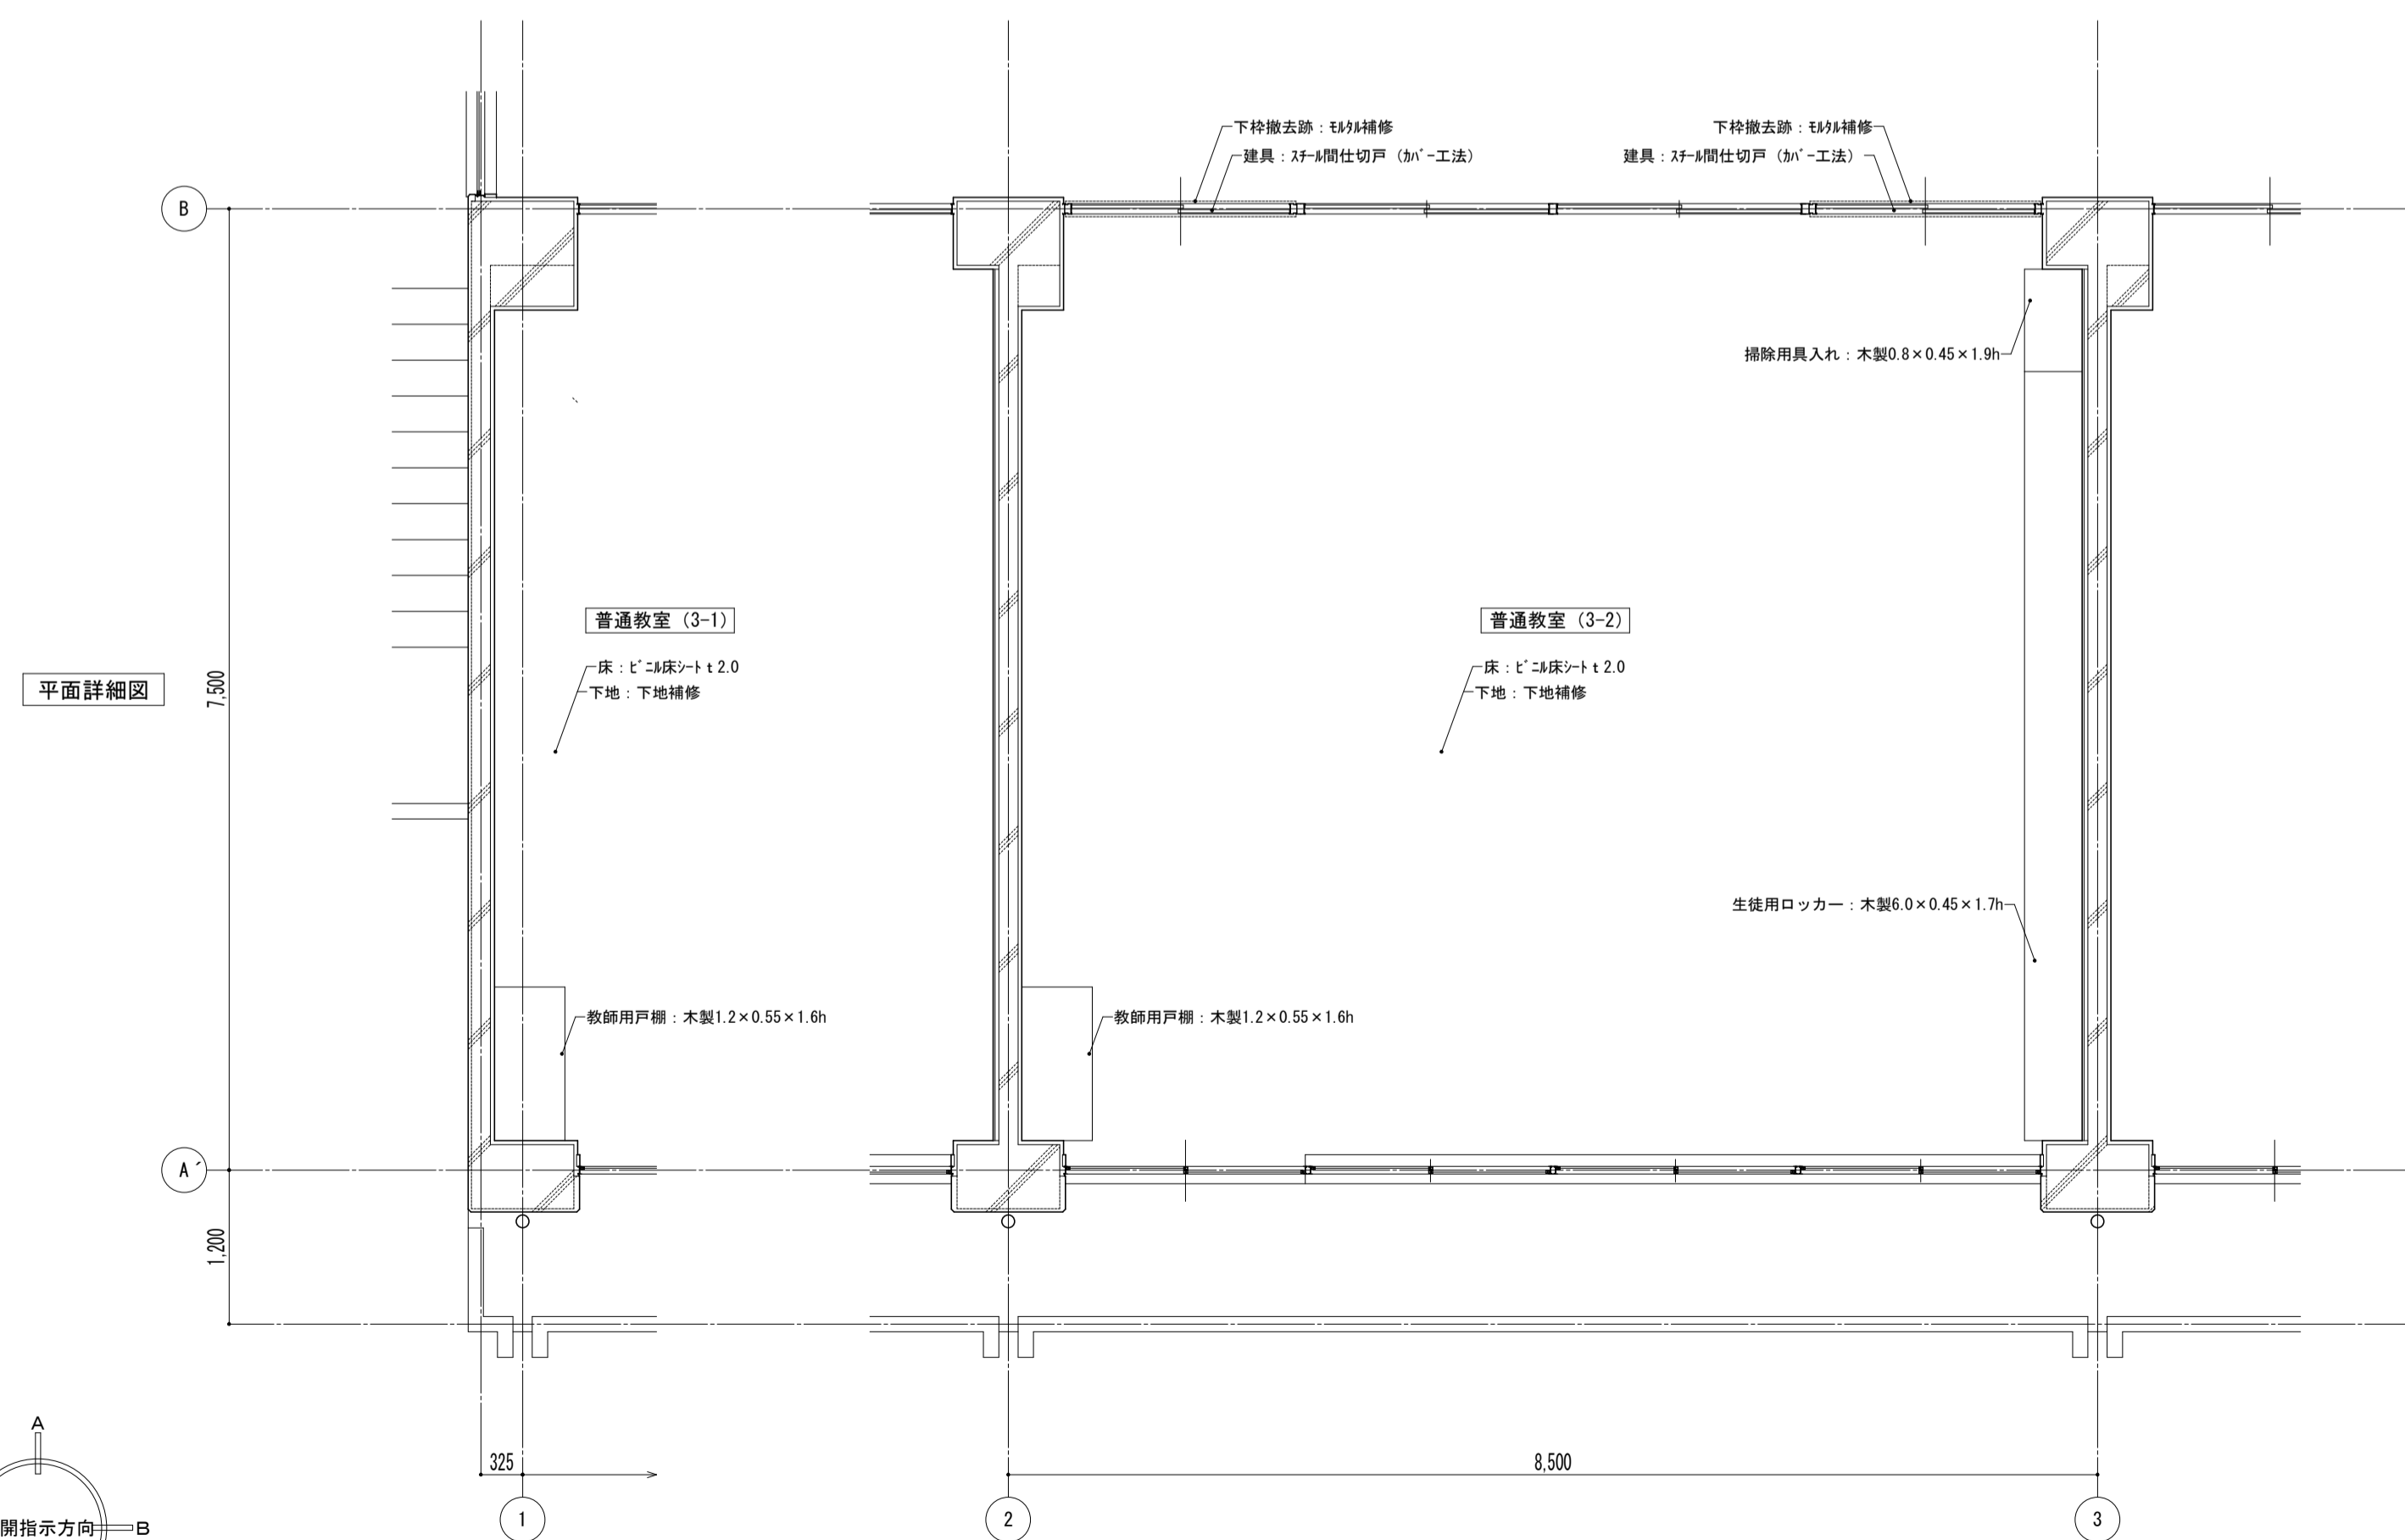 下枠撤去跡：ﾓﾙﾀﾙ補修
建具：ｽﾁｰﾙ間仕切戸（ｶﾊﾞｰ工法）
下枠撤去跡：ﾓﾙﾀﾙ補修
建具：ｽﾁｰﾙ間仕切戸（ｶﾊﾞｰ工法）
B
掃除用具入れ：木製0.8×0.45×1.9h
普通教室（3-1）
床：ﾋﾞﾆﾙ床ｼｰﾄ t 2.0
下地：下地補修
普通教室（3-2）
床：ﾋﾞﾆﾙ床ｼｰﾄ t 2.0
下地：下地補修
平面詳細図
7,500
生徒用ロッカー：木製6.0×0.45×1.7h
教師用戸棚：木製1.2×0.55×1.6h
教師用戸棚：木製1.2×0.55×1.6h
A´
1,200
A
325
8,500
開指示方向
B
1
2
3